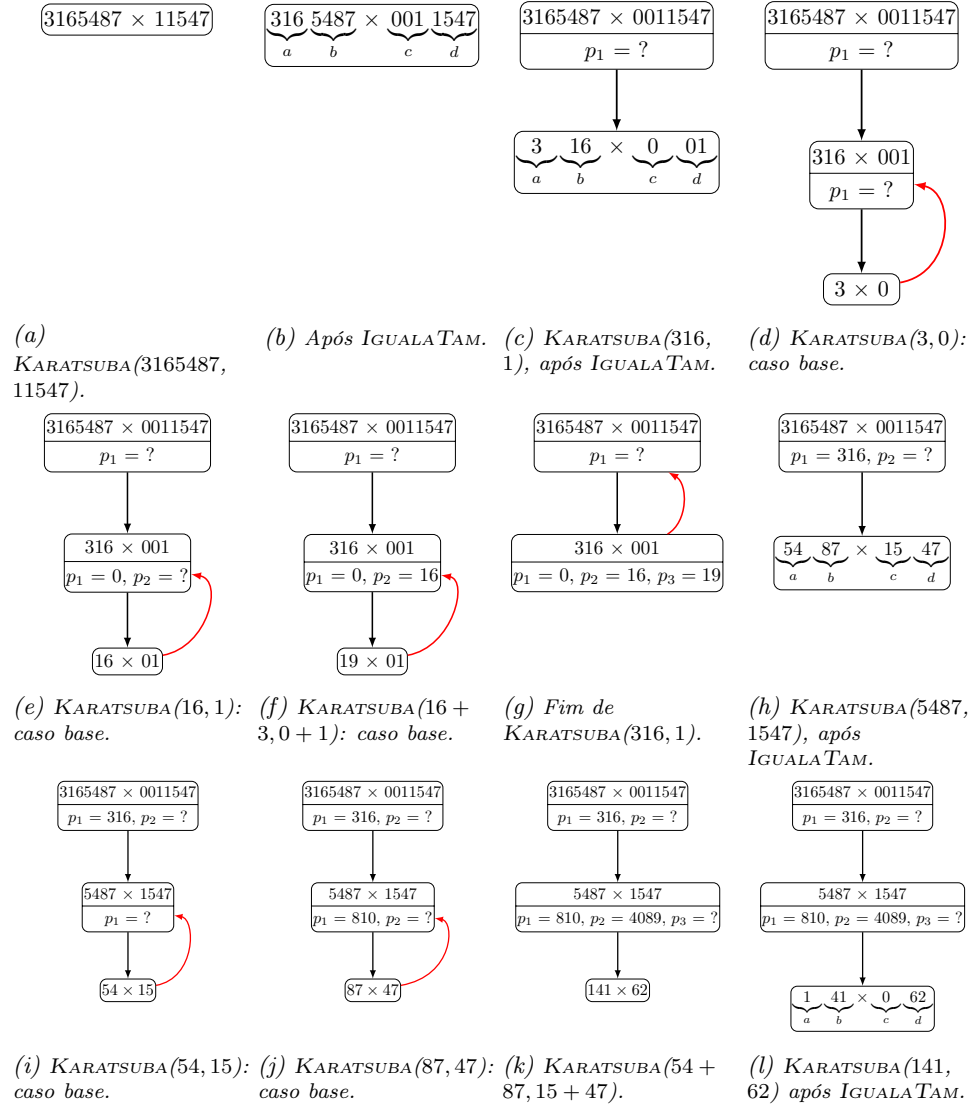 3165487 × 11547
316 5487 × 001 1547
a b c d
3165487 × 0011547
p₁ = ?
3 16 × 0 01
a b c d
3165487 × 0011547
p₁ = ?
316 × 001
p₁ = ?
3 × 0
(a)
KARATSUBA(3165487,
11547).
(b) Após IGUALATAM.
(c) KARATSUBA(316,
1), após IGUALATAM.
(d) KARATSUBA(3, 0):
caso base.
3165487 × 0011547
p₁ = ?
316 × 001
p₁ = 0, p₂ = ?
16 × 01
3165487 × 0011547
p₁ = ?
316 × 001
p₁ = 0, p₂ = 16
19 × 01
3165487 × 0011547
p₁ = ?
316 × 001
p₁ = 0, p₂ = 16, p₃ = 19
3165487 × 0011547
p₁ = 316, p₂ = ?
54 87 × 15 47
a b c d
(e) KARATSUBA(16, 1):
caso base.
(f) KARATSUBA(16 +
3, 0 + 1): caso base.
(g) Fim de
KARATSUBA(316, 1).
(h) KARATSUBA(5487,
1547), após
IGUALATAM.
3165487 × 0011547
p₁ = 316, p₂ = ?
5487 × 1547
p₁ = ?
54 × 15
3165487 × 0011547
p₁ = 316, p₂ = ?
5487 × 1547
p₁ = 810, p₂ = ?
87 × 47
3165487 × 0011547
p₁ = 316, p₂ = ?
5487 × 1547
p₁ = 810, p₂ = 4089, p₃ = ?
141 × 62
3165487 × 0011547
p₁ = 316, p₂ = ?
5487 × 1547
p₁ = 810, p₂ = 4089, p₃ = ?
1 41 × 0 62
a b c d
(i) KARATSUBA(54, 15):
caso base.
(j) KARATSUBA(87, 47):
caso base.
(k) KARATSUBA(54 +
87, 15 + 47).
(l) KARATSUBA(141,
62) após IGUALATAM.